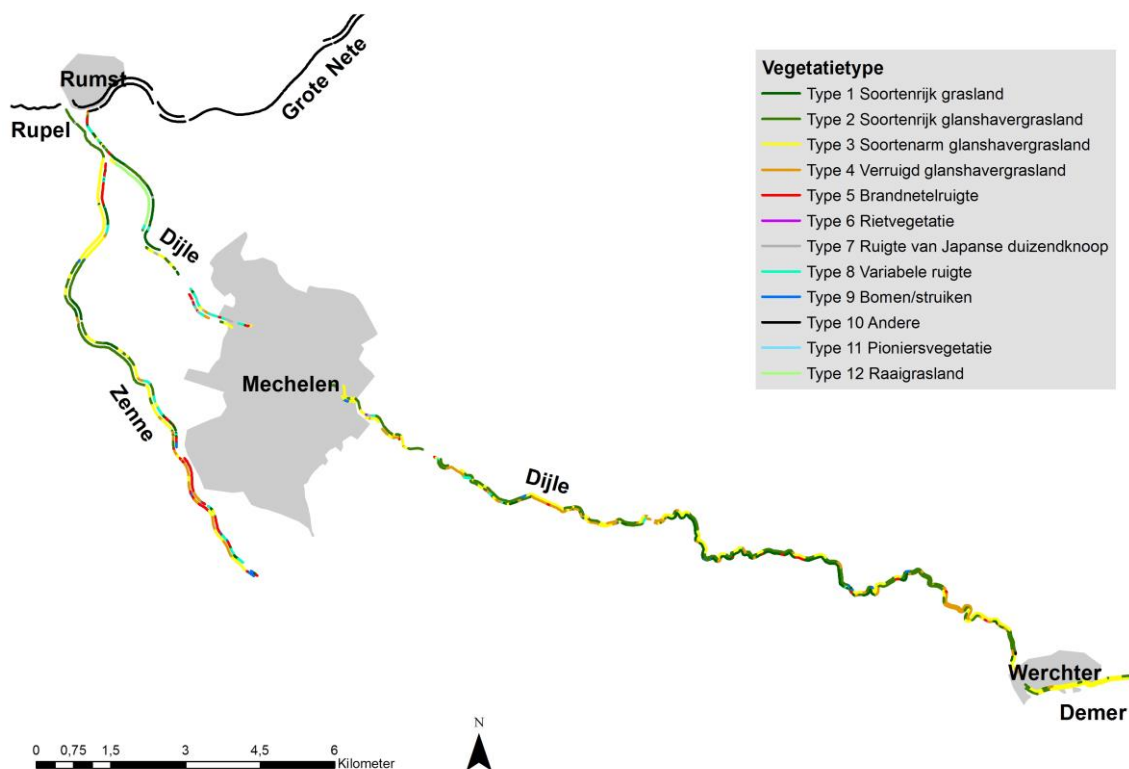 Rumst
Grote Nete
Rupel
Dijle
Zenne
Mechelen
Dijle
Werchter
Demer
Vegetatietype
Type 1 Soortenrijk grasland
Type 2 Soortenrijk glanshavergrasland
Type 3 Soortenarm glanshavergrasland
Type 4 Verruigd glanshavergrasland
Type 5 Brandnetelruigte
Type 6 Rietvegetatie
Type 7 Ruigte van Japanse duizendknoop
Type 8 Variabele ruigte
Type 9 Bomen/struiken
Type 10 Andere
Type 11 Pioniersvegetatie
Type 12 Raaigrasland
N
0 0,75 1,5 3 4,5 6
Kilometer